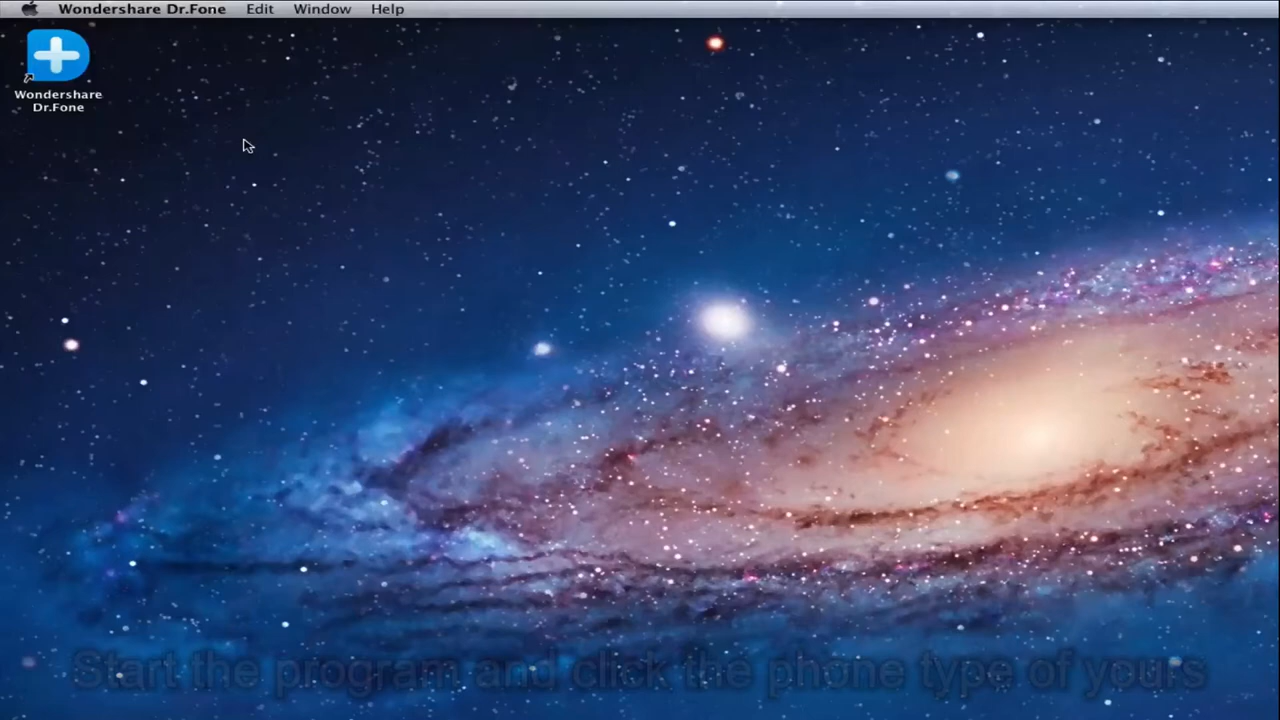 Wondershare Dr.Fone Edit Window Help
Wondershare
Dr.Fone
Start the program and click the phone type of yours